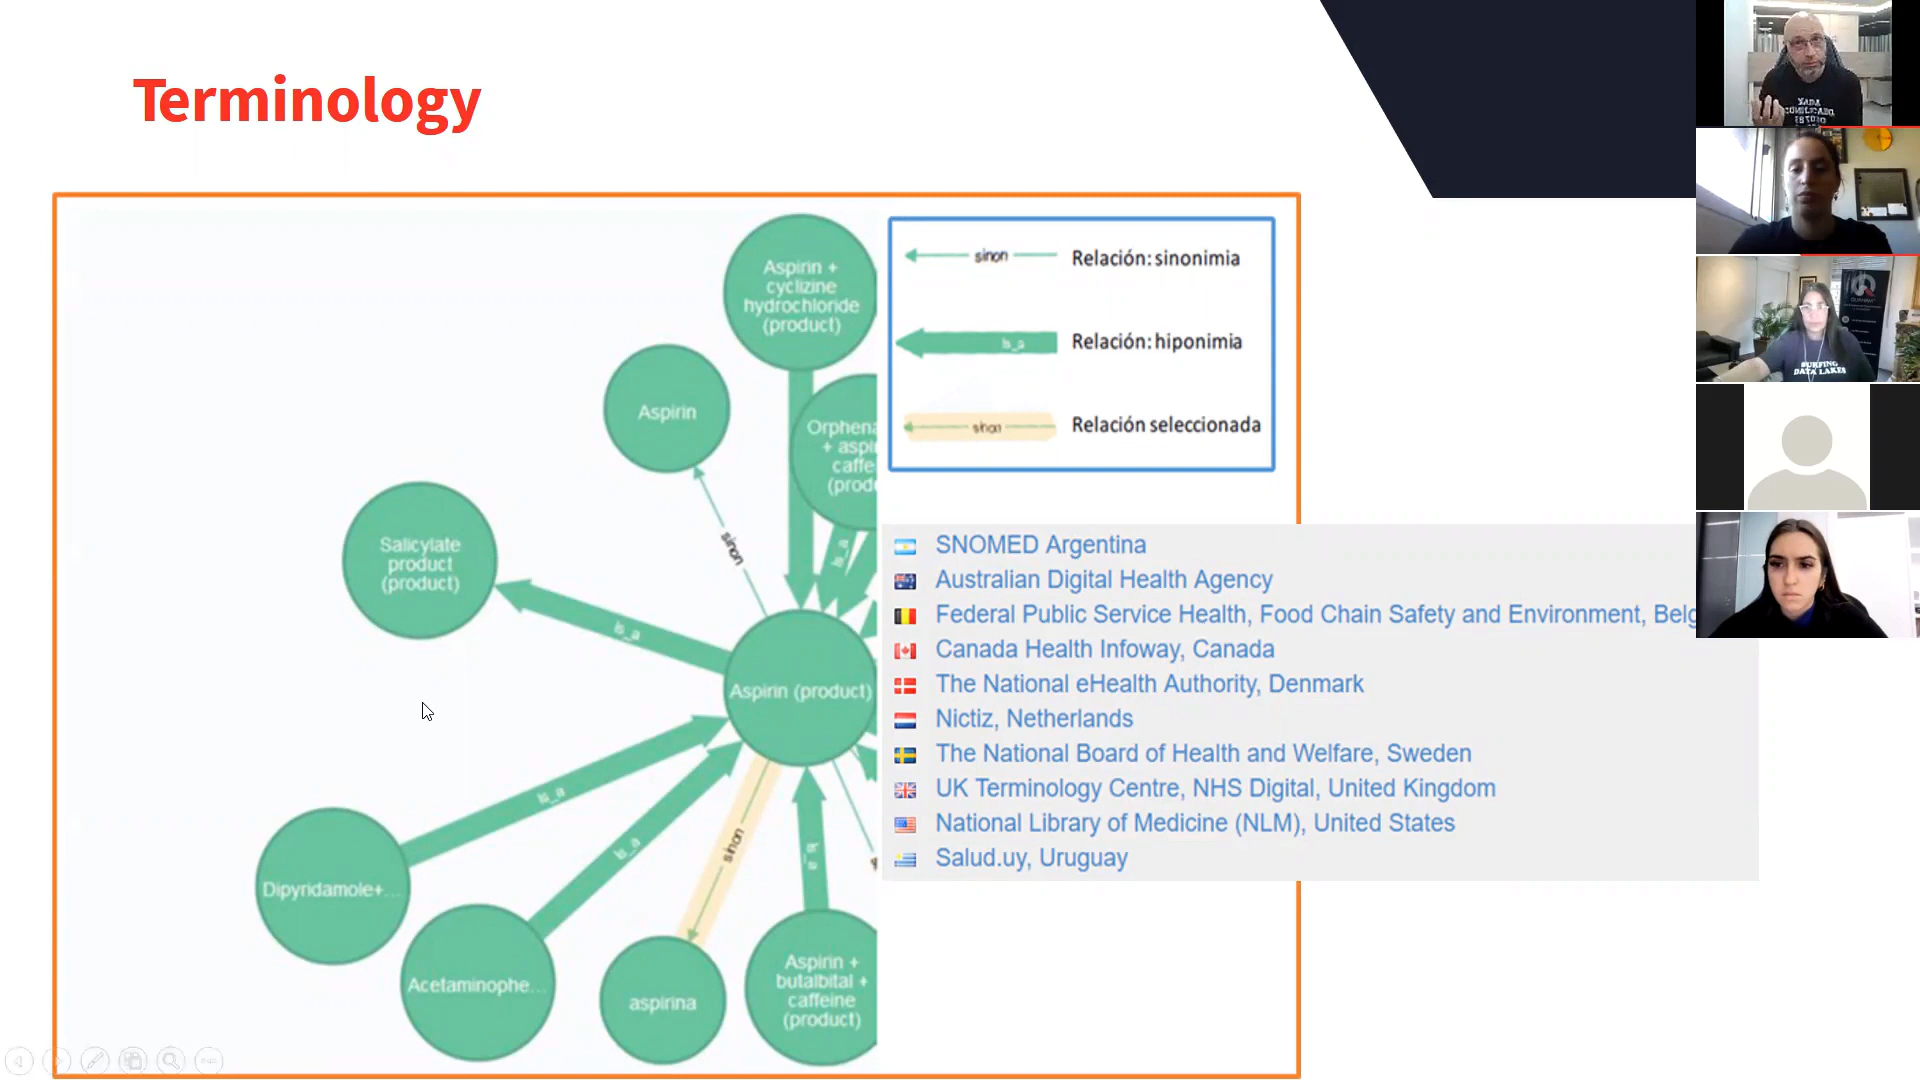 Terminology
Aspirin +
cyclizine
hydrochloride
(product)
Aspirin
Orphena
+ aspi
caffe
(prod
Salicylate
product
(product)
sinon
is_a
is_a
Aspirin (product)
is_a
is_a
sinon
is_a
Dipyridamole+...
Acetaminophe...
aspirina
Aspirin +
butalbital +
caffeine
(product)
sinon
Relación: sinonimia
is_a
Relación: hiponimia
sinon
Relación seleccionada
SNOMED Argentina
Australian Digital Health Agency
Federal Public Service Health, Food Chain Safety and Environment, Belg
Canada Health Infoway, Canada
The National eHealth Authority, Denmark
Nictiz, Netherlands
The National Board of Health and Welfare, Sweden
UK Terminology Centre, NHS Digital, United Kingdom
National Library of Medicine (NLM), United States
Salud.uy, Uruguay
SURFING
DATA LAKES